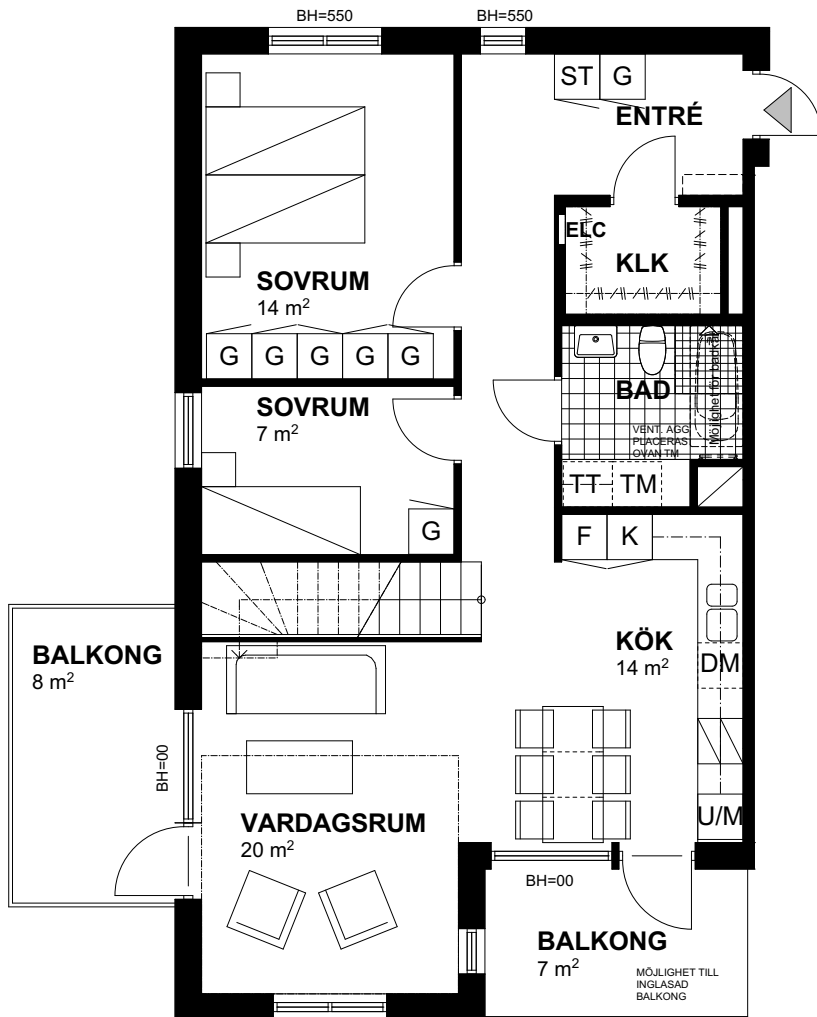 BH=550
BH=550
ST G
ENTRÉ
ELC
KLK
SOVRUM
14 m²
G G G G G
SOVRUM
7 m²
G
BAD
Möjlighet för badkar
VENT. AGG
PLACERAS
OVAN TM
TT TM
F K
KÖK
14 m²
DM
U/M
BALKONG
8 m²
BH=00
VARDAGSRUM
20 m²
BH=00
BALKONG
7 m²
MÖJLIGHET TILL
INGLASAD
BALKONG